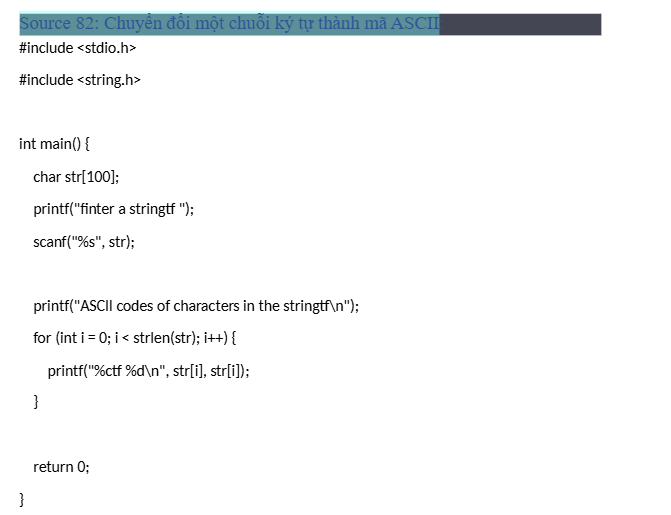 Source 82: Chuyển đổi một chuỗi ký tự thành mã ASCII
#include <stdio.h>
#include <string.h>
int main() {
char str[100];
printf("finter a stringtf ");
scanf("%s", str);
printf("ASCII codes of characters in the stringtf\n");
for (int i = 0; i < strlen(str); i++) {
printf("%ctf %d\n", str[i], str[i]);
}
return 0;
}